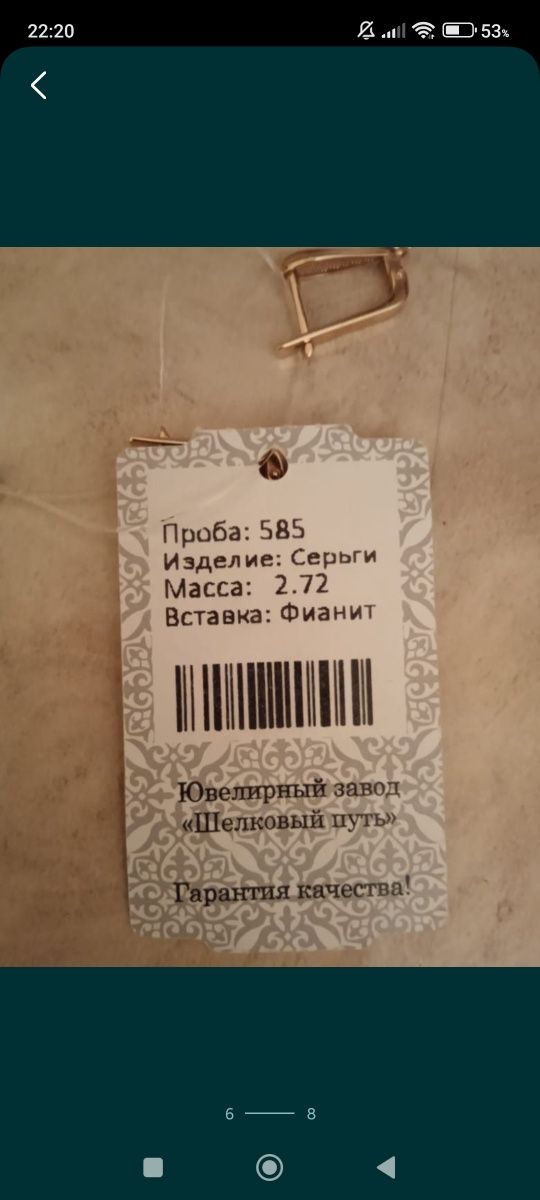 22:20
53%
Проба: 585
Изделие: Серьги
Масса: 2.72
Вставка: Фианит
Ювелирный завод
«Шелковый путь»
Гарантия качества!
6
8